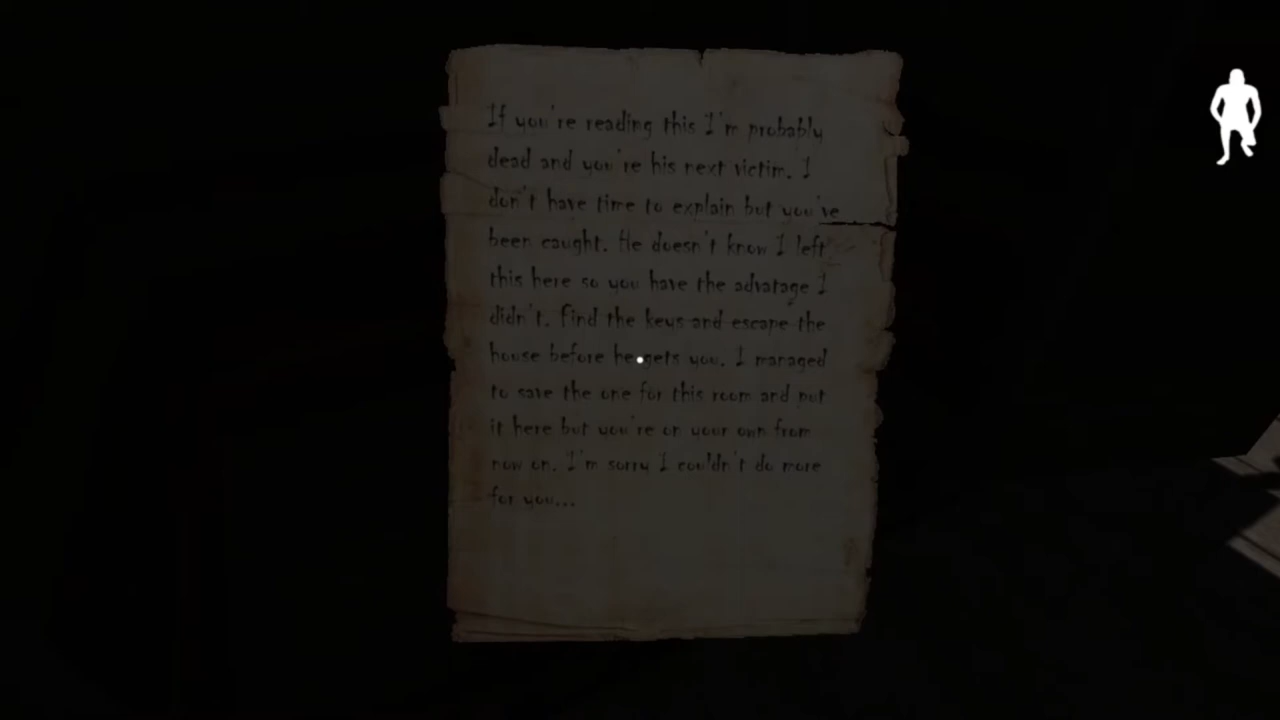 If you're reading this I'm probably
dead and you're his next victim. I
don't have time to explain but you've
been caught. He doesn't know I left
this here so you have the advatage I
didn't. Find the keys and escape the
house before he gets you. I managed
to save the one for this room and put
it here but you're on your own from
now on. I'm sorry I couldn't do more
for you...